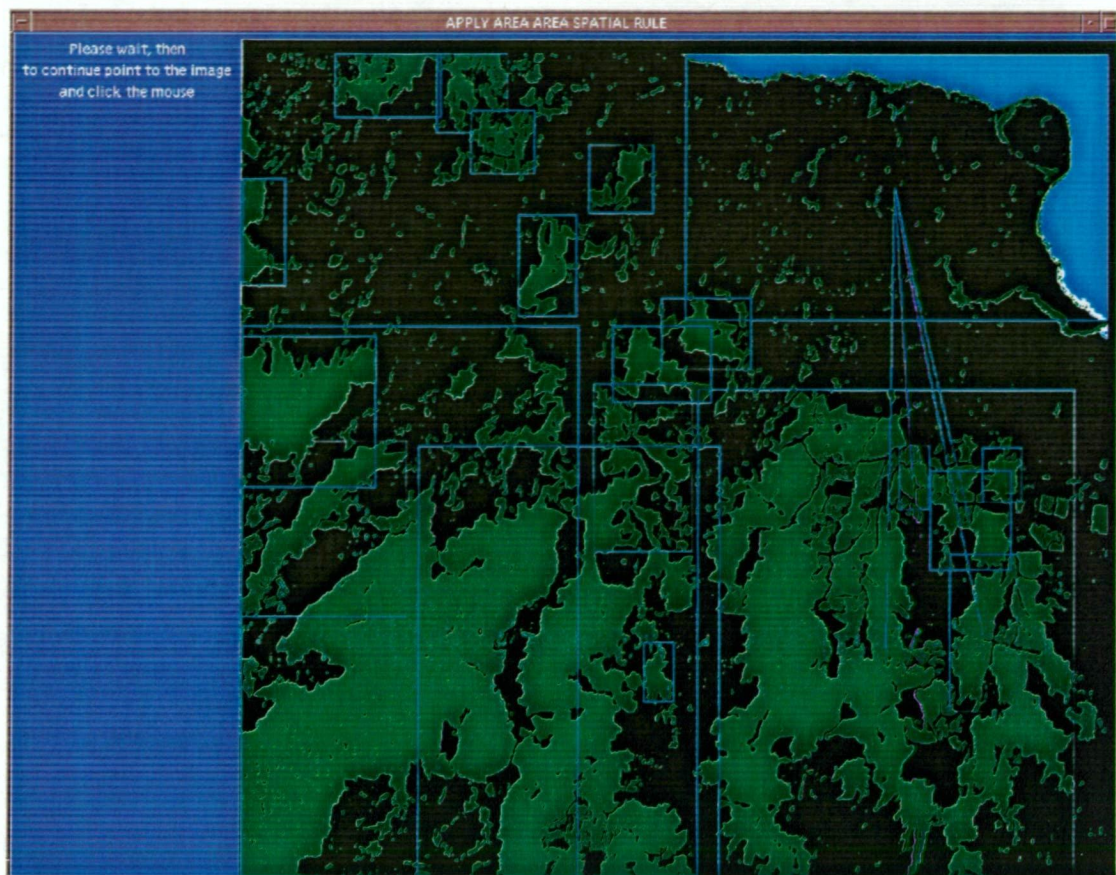 APPLY AREA AREA SPATIAL RULE
Please wait, then
to continue point to the image
and click the mouse